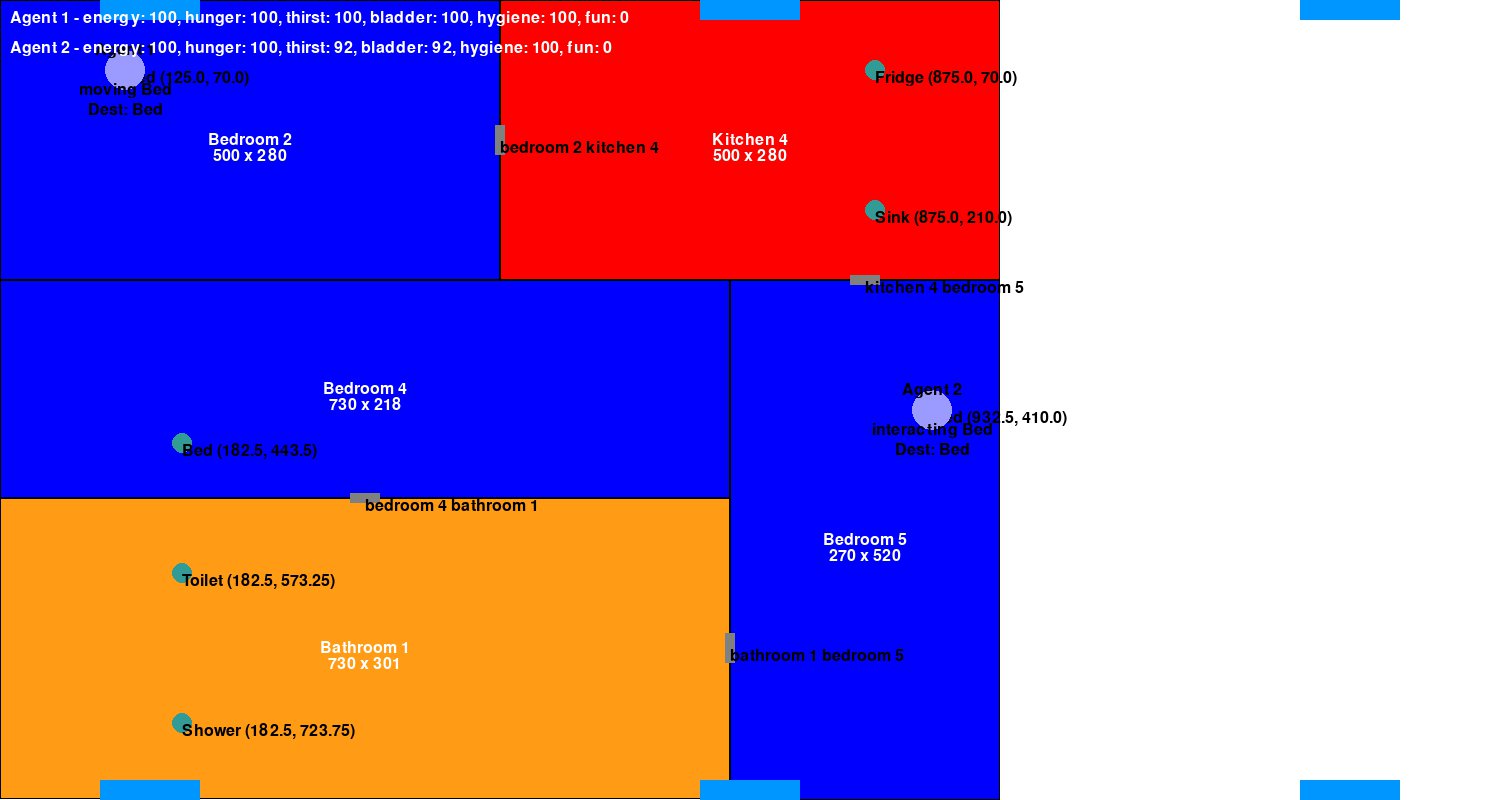 Agent 1 - energy: 100, hunger: 100, thirst: 100, bladder: 100, hygiene: 100, fun: 0
Agent 2 - energy: 100, hunger: 100, thirst: 92, bladder: 92, hygiene: 100, fun: 0
(125.0, 70.0)
moving Bed
Dest: Bed
Bedroom 2
500 x 280
bedroom 2 kitchen 4
Kitchen 4
500 x 280
Fridge (875.0, 70.0)
Sink (875.0, 210.0)
kitchen 4 bedroom 5
Bedroom 4
730 x 218
Bed (182.5, 443.5)
bedroom 4 bathroom 1
Agent 2
(932.5, 410.0)
interacting Bed
Dest: Bed
Bedroom 5
270 x 520
Toilet (182.5, 573.25)
Bathroom 1
730 x 301
bathroom 1 bedroom 5
Shower (182.5, 723.75)